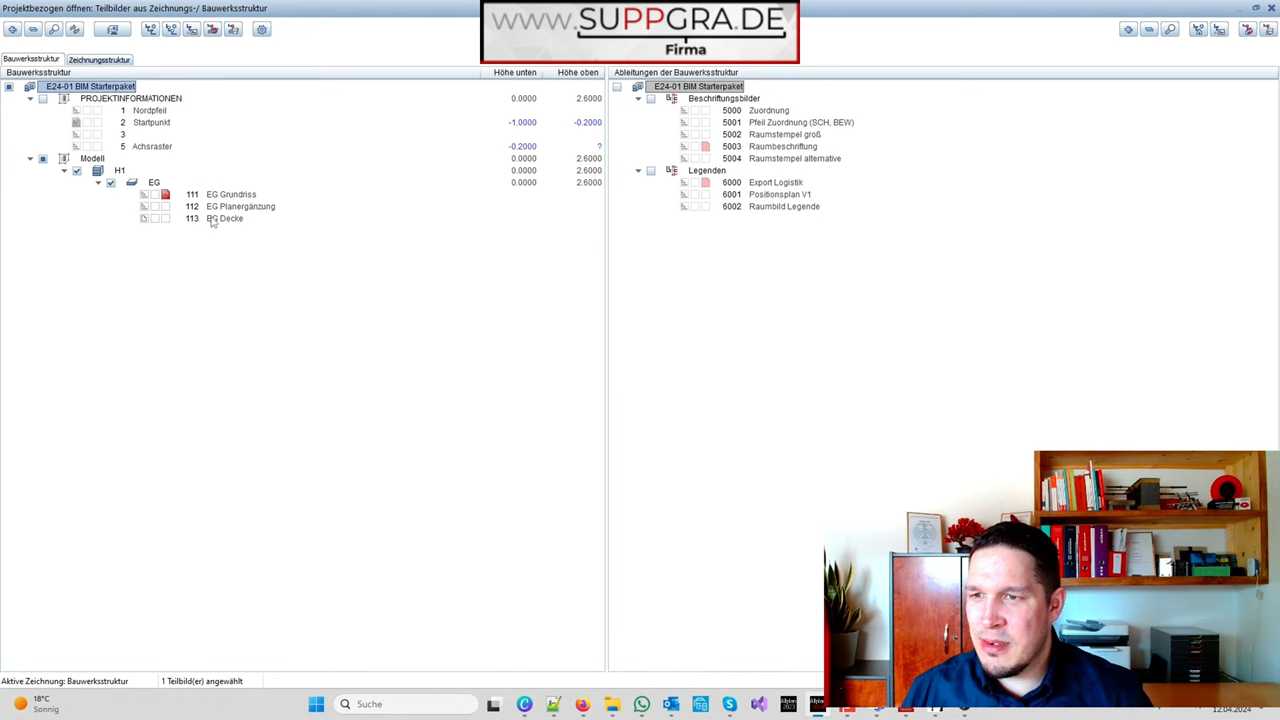 Projektbezogen öffnen: Teilbilder aus Zeichnungs-/ Bauwerksstruktur
WWW.SUPPGRA.DE
Firma
Bauwerksstruktur
Zeichnungsstruktur
Bauwerksstruktur Höhe unten Höhe oben
E24-01 BIM Starterpaket
PROJEKTINFORMATIONEN 0.0000 2.6000
1 Nordpfeil
2 Startpunkt -1.0000 -0.2000
3
5 Achsraster -0.2000 ?
Modell 0.0000 2.6000
H1 0.0000 2.6000
EG 0.0000 2.6000
111 EG Grundriss
112 EG Planergänzung
113 EG Decke
Ableitungen der Bauwerksstruktur
E24-01 BIM Starterpaket
Beschriftungsbilder
5000 Zuordnung
5001 Pfeil Zuordnung (SCH, BEW)
5002 Raumstempel groß
5003 Raumbeschriftung
5004 Raumstempel alternative
Legenden
6000 Export Logistik
6001 Positionsplan V1
6002 Raumbild Legende
Aktive Zeichnung: Bauwerksstruktur 1 Teilbild(er) angewählt
18°C
Sonnig
Suche
12.04.2024